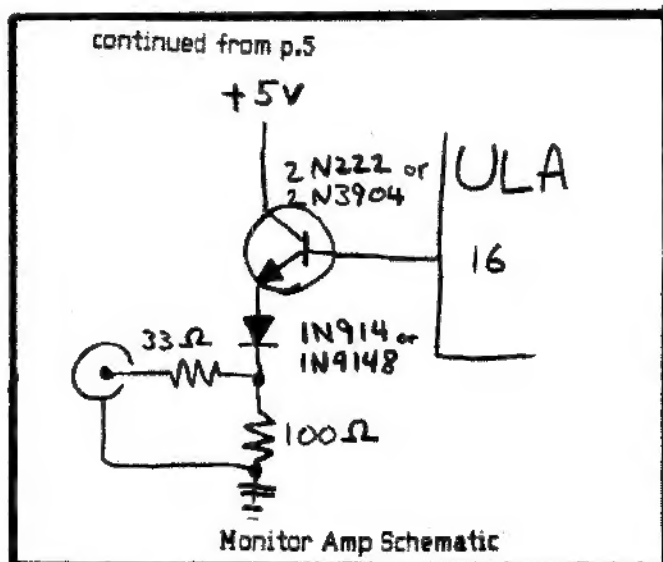 continued from p.5
+5V
2N222 or
2N3904
ULA
16
33Ω
1N914 or
1N9148
100Ω
Monitor Amp Schematic